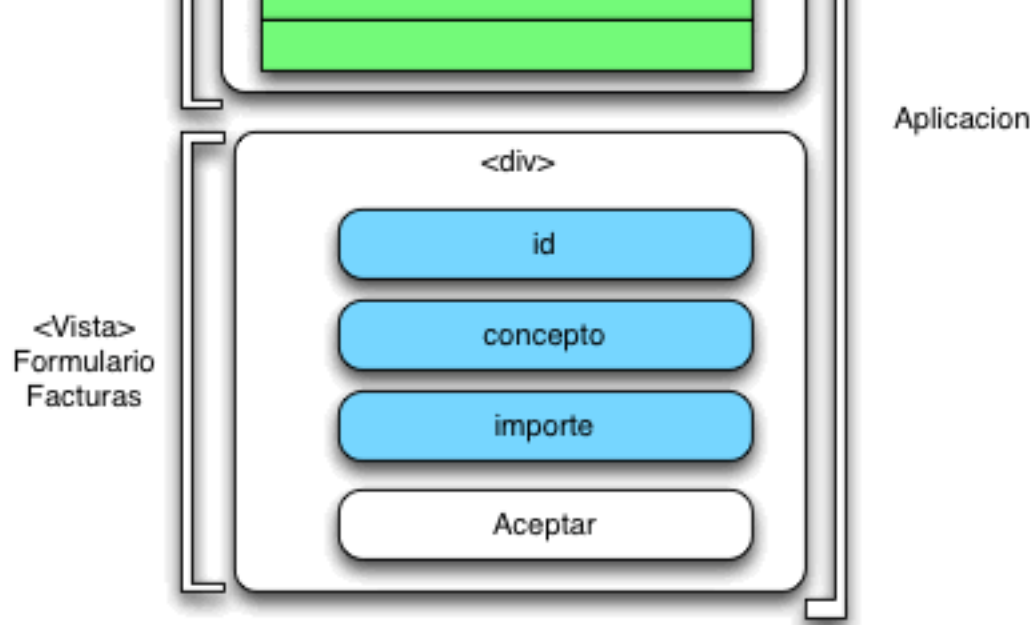 Aplicacion
<div>
id
<Vista>
Formulario
Facturas
concepto
importe
Aceptar